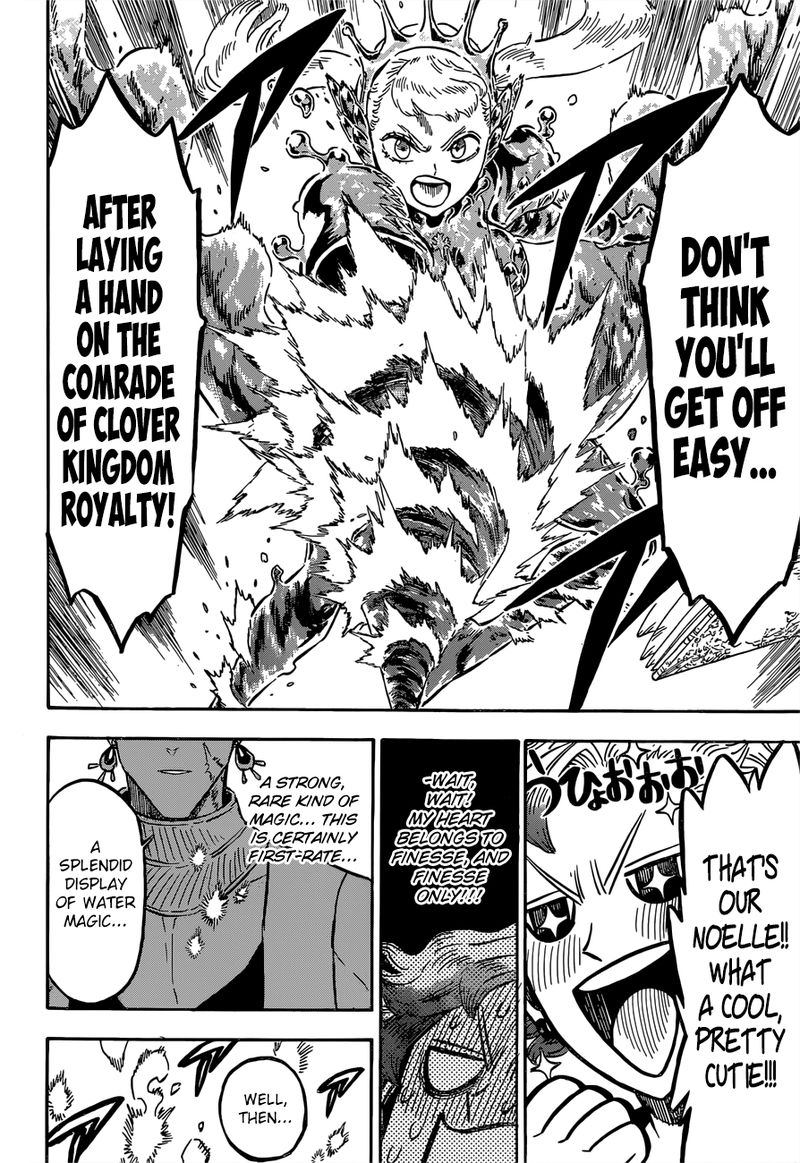 DON'T
THINK
YOU'LL
GET OFF
EASY...
AFTER
LAYING
A HAND
ON THE
COMRADE
OF CLOVER
KINGDOM
ROYALTY!
うひょおおお
THAT'S
OUR
NOELLE!!
WHAT
A COOL,
PRETTY
CUTIE!!!
-WAIT,
WAIT!
MY HEART
BELONGS TO
FINESSE, AND
FINESSE
ONLY!!!!
A STRONG,
RARE KIND OF
MAGIC... THIS
IS CERTAINLY
FIRST-RATE...
A
SPLENDID
DISPLAY
OF WATER
MAGIC...
WELL,
THEN...